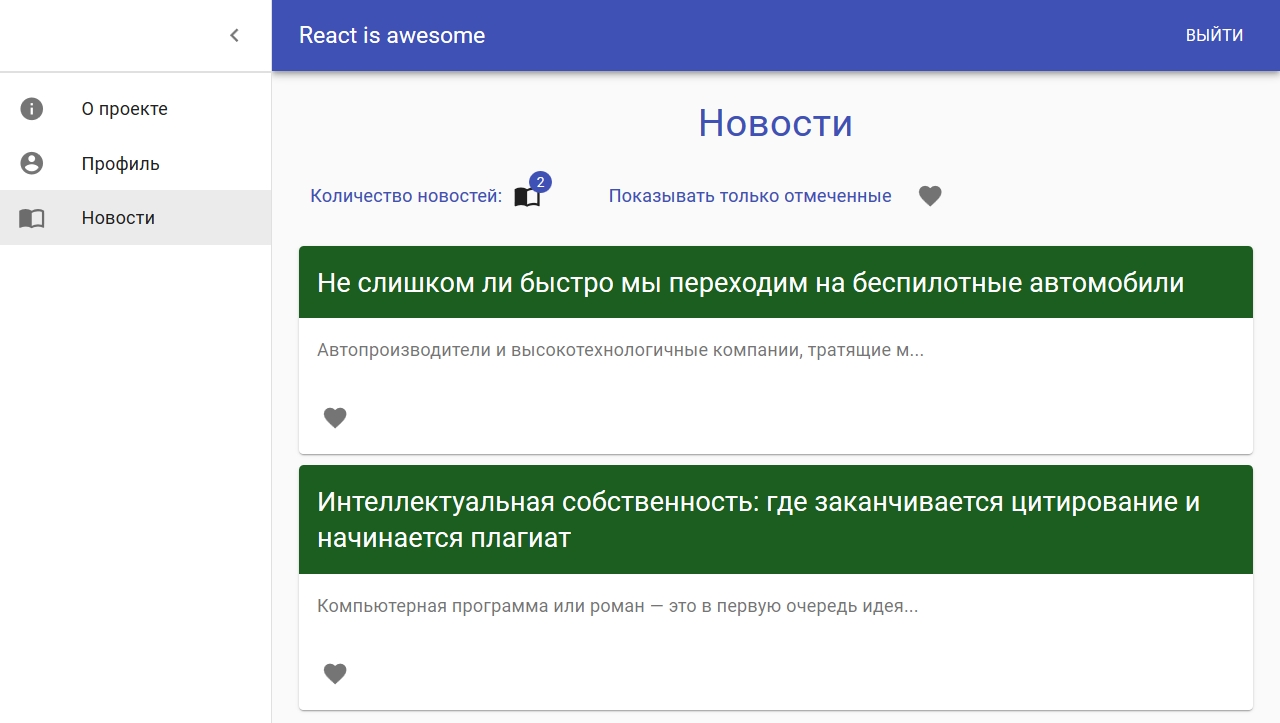 React is awesome
ВЫЙТИ
О проекте
Профиль
Новости
Новости
Количество новостей:
2
Показывать только отмеченные
Не слишком ли быстро мы переходим на беспилотные автомобили
Автопроизводители и высокотехнологичные компании, тратящие м...
Интеллектуальная собственность: где заканчивается цитирование и
начинается плагиат
Компьютерная программа или роман — это в первую очередь идея...